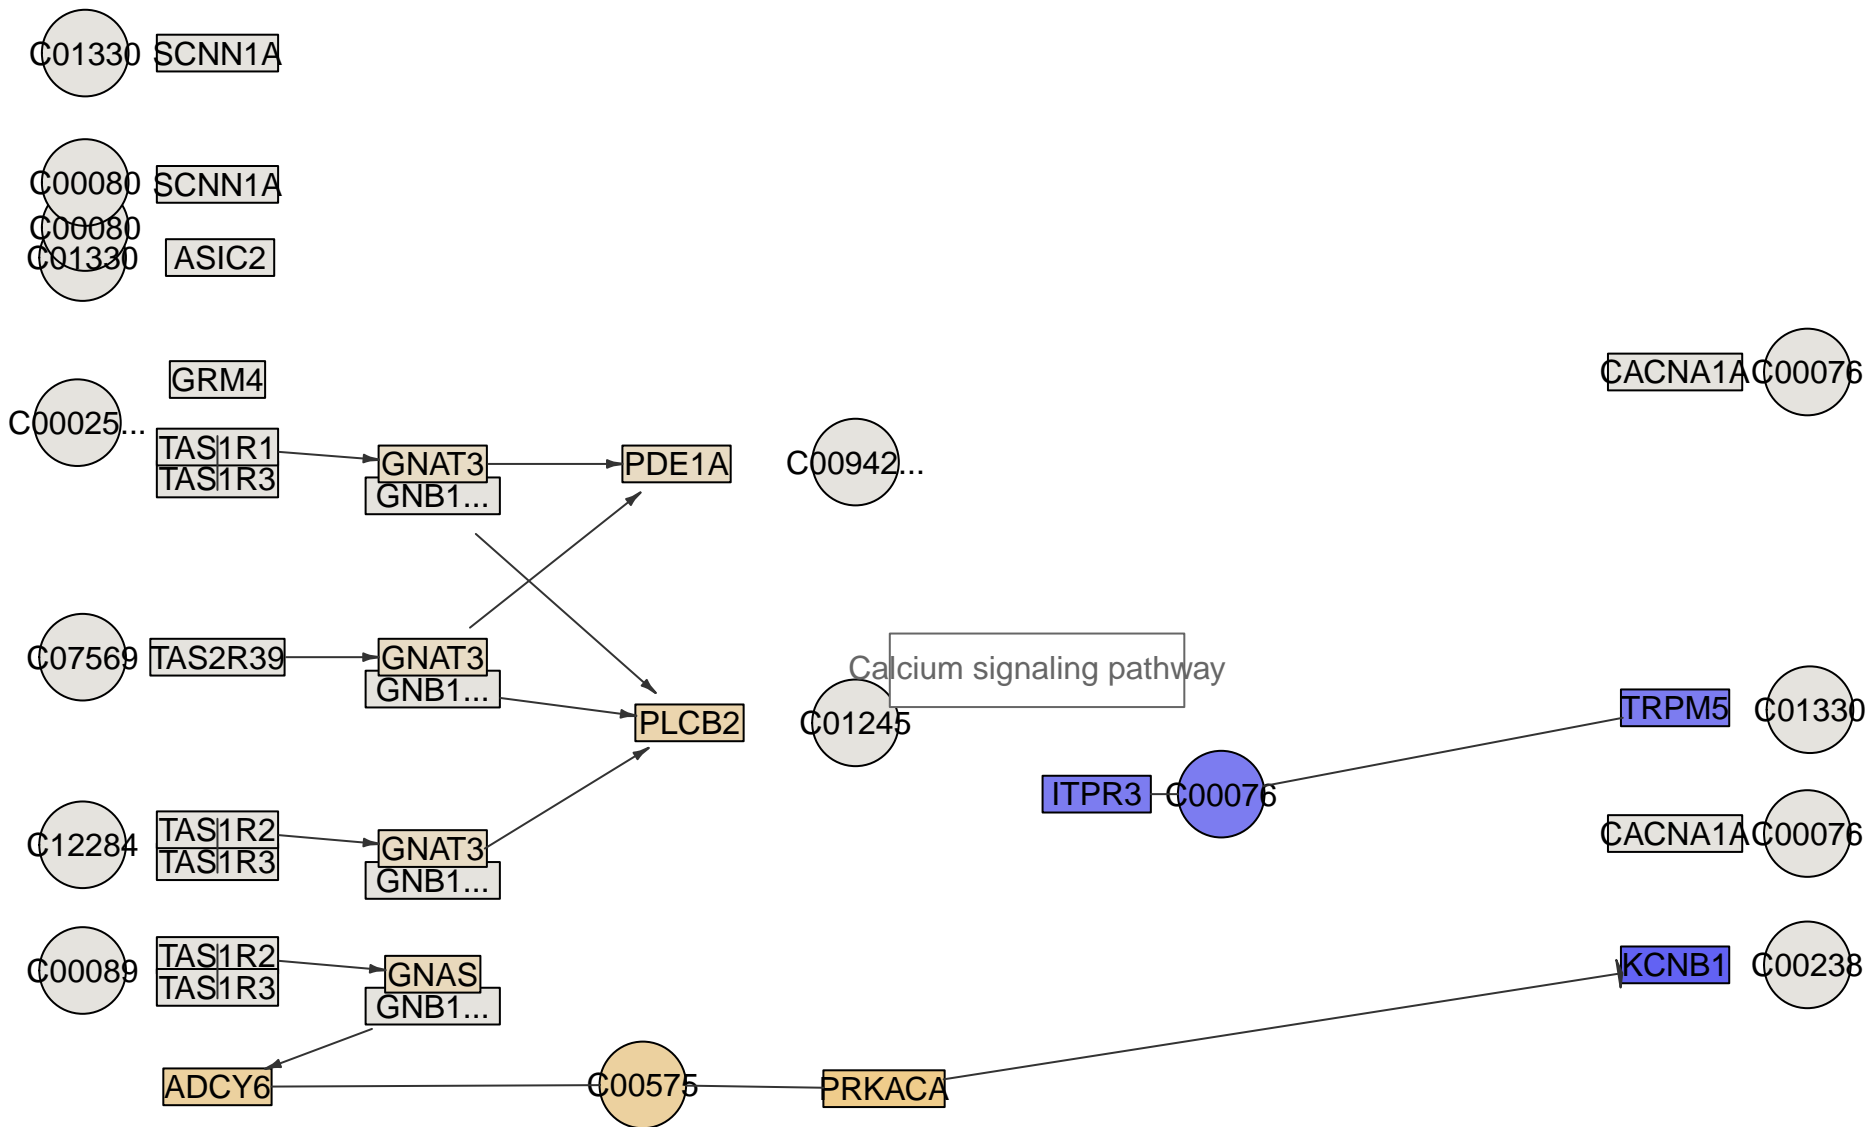 C01330 SCNN1A
C00080 SCNN1A
C00080
C01330 ASIC2
GRM4
CACNA1A C00076
C00025...
TAS1R1
TAS1R3
GNAT3
GNB1...
PDE1A
C00942...
C07569 TAS2R39 GNAT3
GNB1...
Calcium signaling pathway
PLCB2
C01245
TRPM5 C01330
ITPR3 C00076
C12284
TAS1R2
TAS1R3
GNAT3
GNB1...
CACNA1A C00076
C00089
TAS1R2
TAS1R3
GNAS
GNB1...
KCNB1 C00238
ADCY6 C00575 PRKACA